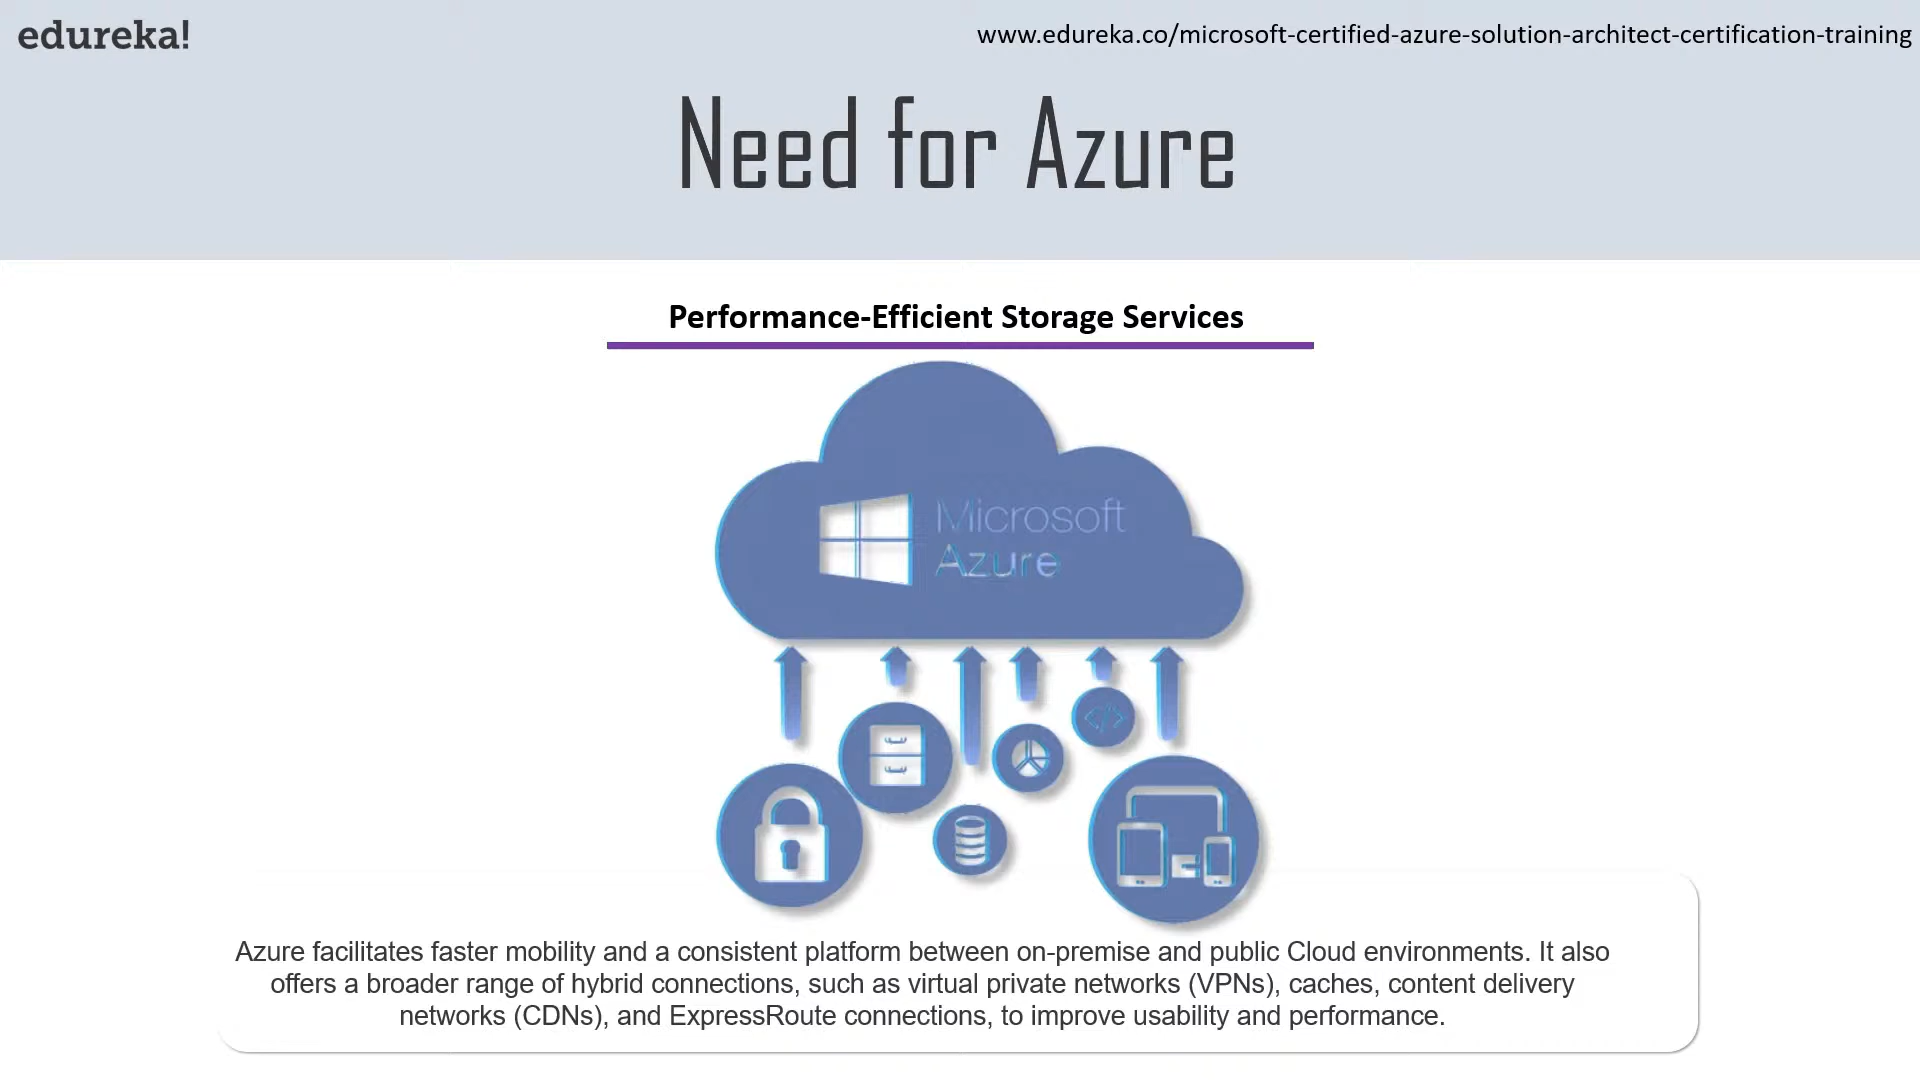 edureka!
www.edureka.co/microsoft-certified-azure-solution-architect-certification-training
Need for Azure
Performance-Efficient Storage Services
Microsoft
Azure
</>
Azure facilitates faster mobility and a consistent platform between on-premise and public Cloud environments. It also
offers a broader range of hybrid connections, such as virtual private networks (VPNs), caches, content delivery
networks (CDNs), and ExpressRoute connections, to improve usability and performance.